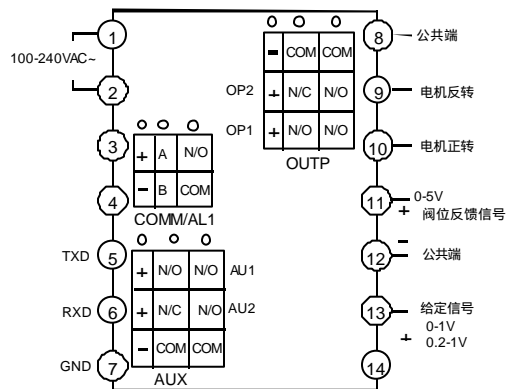 1
100-240VAC~
2
3
4
TXD 5
RXD 6
GND 7
- COM COM
OP2 + N/C N/O
OP1 + N/O N/O
OUTP
+ A N/O
- B COM
COMM/AL1
+ N/O N/O AU1
+ N/C N/O AU2
- COM COM
AUX
8 公共端
9 电机反转
10 电机正转
11 0-5V
+ 阀位反馈信号
-
12 公共端
13 给定信号
0-1V
+ 0.2-1V
14